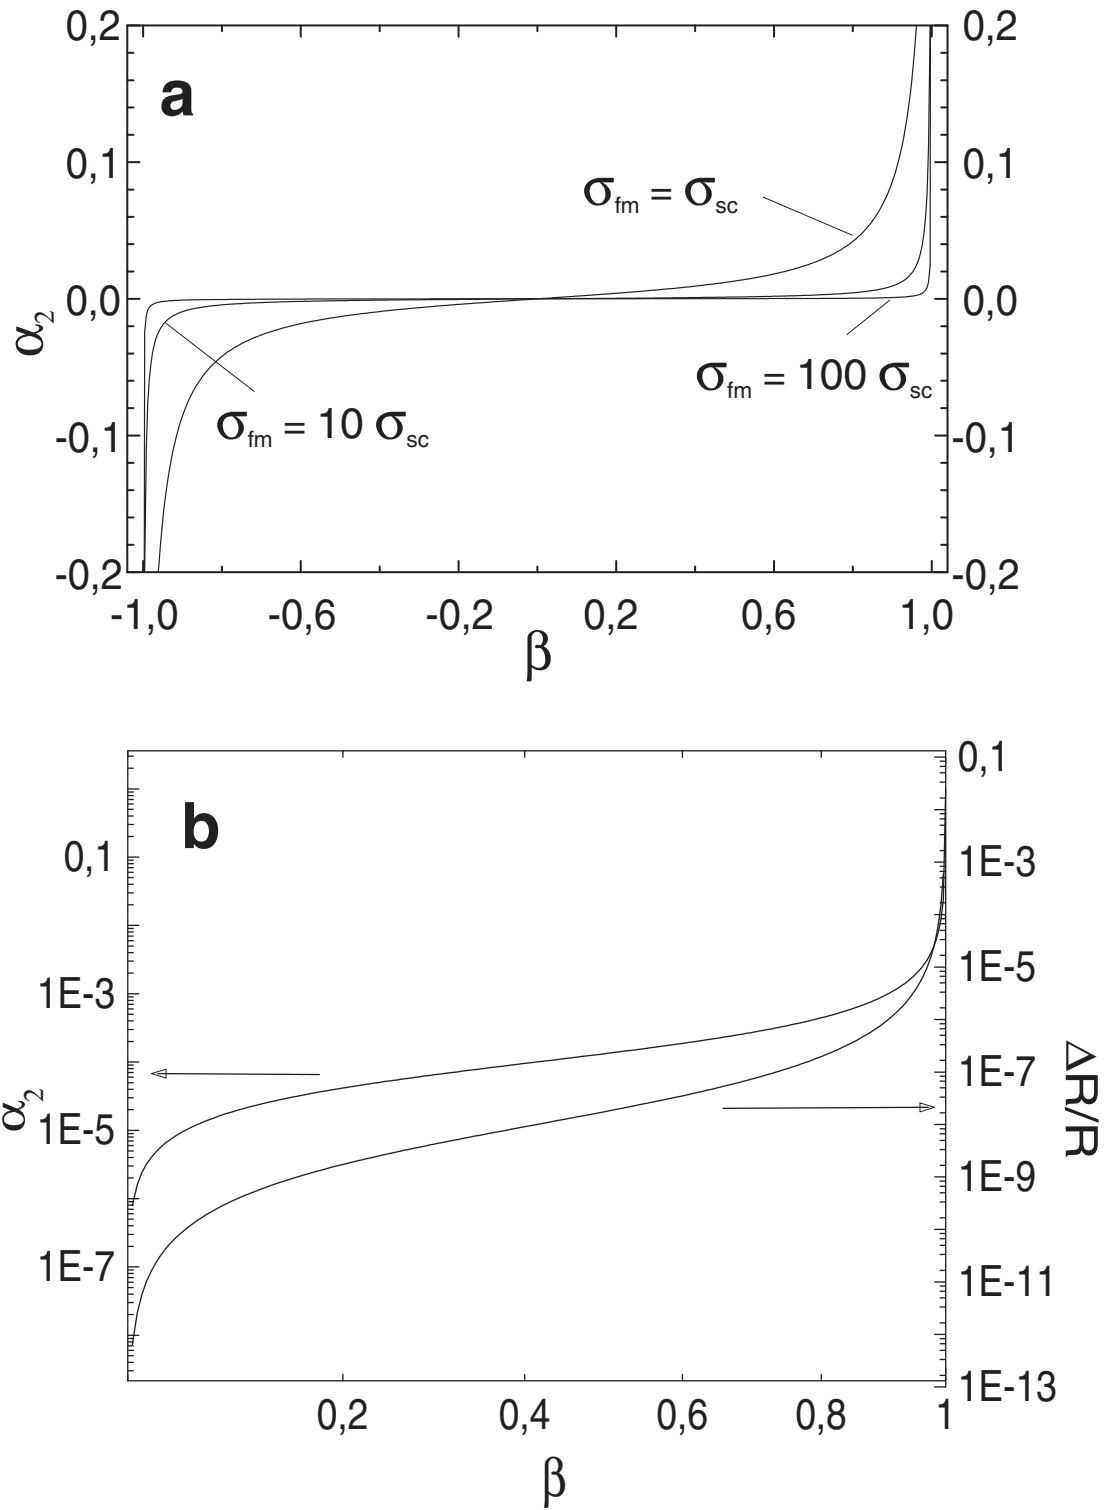 0,2 0,2
a
0,1 0,1
σfm = σsc
0,0 0,0
α2
σfm = 100 σsc
σfm = 10 σsc
-0,1 -0,1
-0,2 -0,2
-1,0 -0,6 -0,2 0,2 0,6 1,0
β
0,1
b
0,1 1E-3
1E-3 1E-5
1E-7
α2 ΔR/R
1E-5
1E-9
1E-7 1E-11
1E-13
0,2 0,4 0,6 0,8 1
β